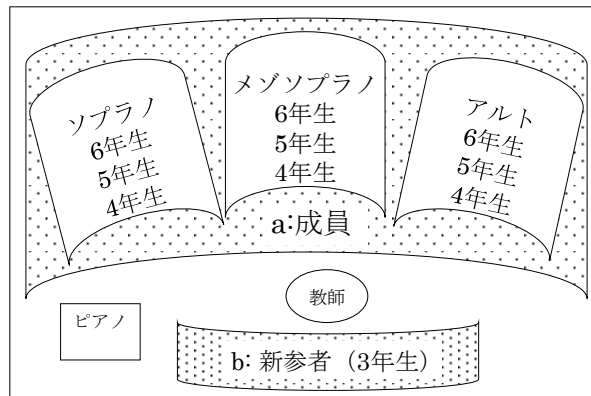 ソプラノ
6年生
5年生
4年生
メゾソプラノ
6年生
5年生
4年生
アルト
6年生
5年生
4年生
a:成員
教師
ピアノ
b: 新参者（3年生）